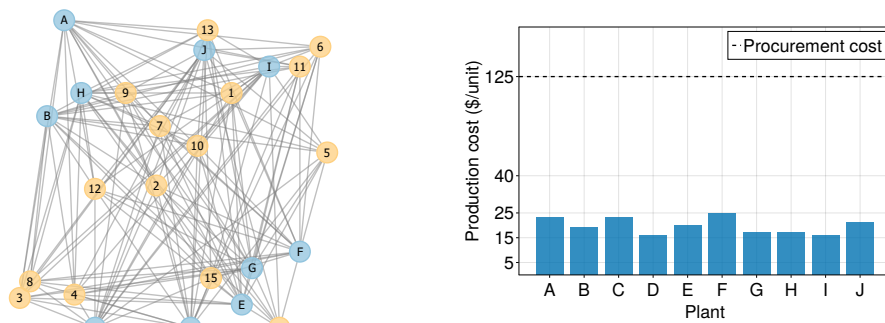 A
13
J
6
I
11
H
9
1
B
7
10
5
12
2
F
G
8
15
3
4
E
Procurement cost
Production cost ($/unit)
125
40
25
15
5
A B C D E F G H I J
Plant